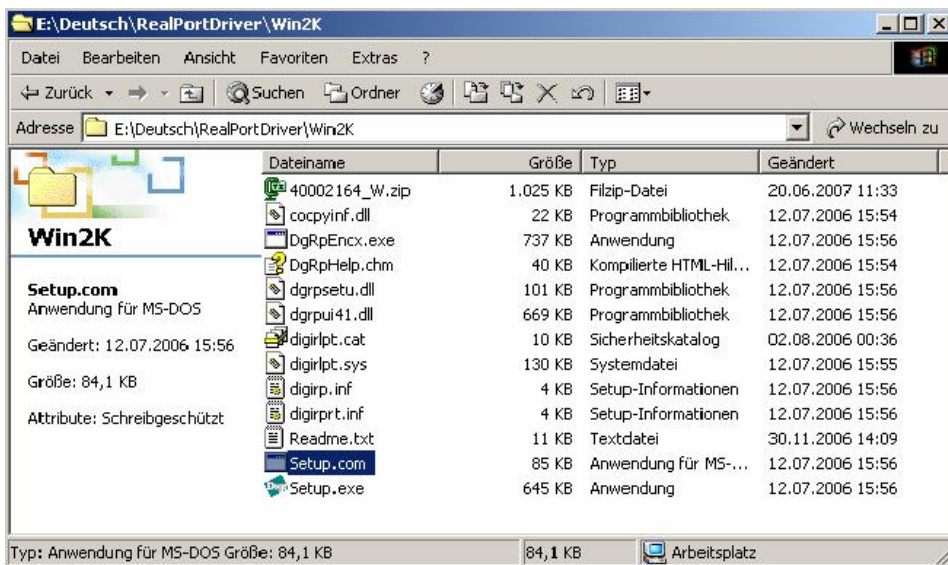 E:\Deutsch\RealPortDriver\Win2K
Datei Bearbeiten Ansicht Favoriten Extras ?
Zurück Suchen Ordner
Adresse E:\Deutsch\RealPortDriver\Win2K Wechseln zu
Dateiname Größe Typ Geändert
40002164_W.zip 1.025 KB Filzip-Datei 20.06.2007 11:33
cocpyinf.dll 22 KB Programmbibliothek 12.07.2006 15:54
DgRpEncx.exe 737 KB Anwendung 12.07.2006 15:56
DgRpHelp.chm 40 KB Kompilierte HTML-Hil... 12.07.2006 15:54
dgrpsetu.dll 101 KB Programmbibliothek 12.07.2006 15:56
dgrpui41.dll 669 KB Programmbibliothek 12.07.2006 15:56
digirlpt.cat 10 KB Sicherheitskatalog 02.08.2006 00:36
digirlpt.sys 130 KB Systemdatei 12.07.2006 15:55
digirp.inf 4 KB Setup-Informationen 12.07.2006 15:56
digirprt.inf 4 KB Setup-Informationen 12.07.2006 15:56
Readme.txt 11 KB Textdatei 30.11.2006 14:09
Setup.com 85 KB Anwendung für MS-... 12.07.2006 15:56
Setup.exe 645 KB Anwendung 12.07.2006 15:56
Win2K
Setup.com
Anwendung für MS-DOS
Geändert: 12.07.2006 15:56
Größe: 84,1 KB
Attribute: Schreibgeschützt
Typ: Anwendung für MS-DOS Größe: 84,1 KB 84,1 KB Arbeitsplatz